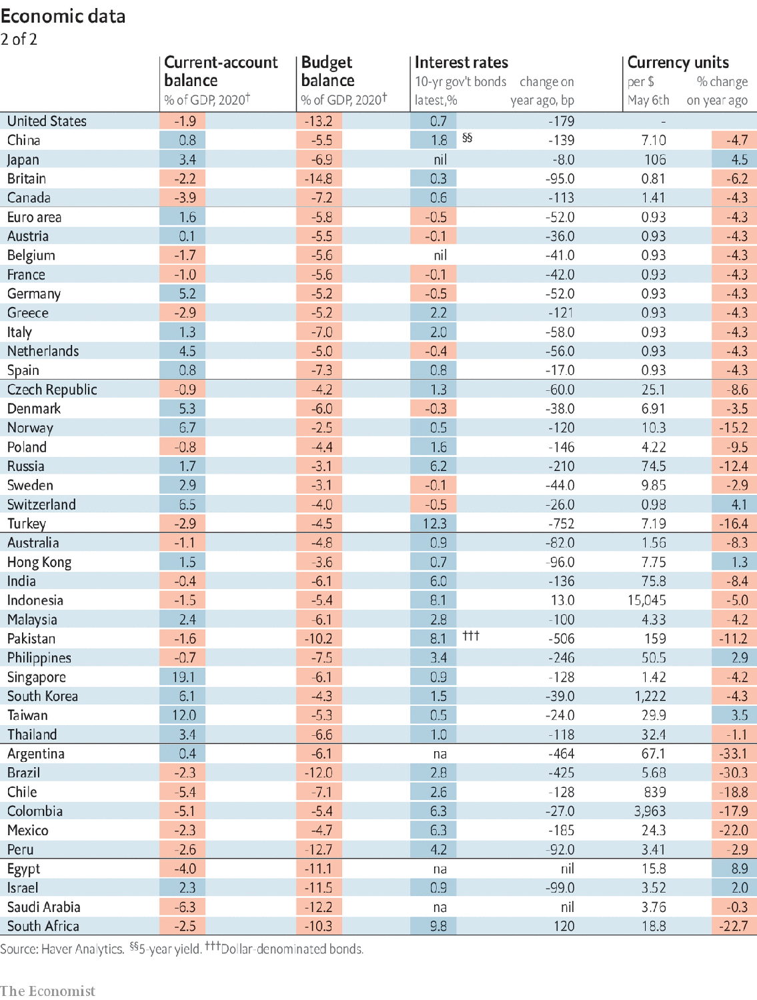 Economic data
2 of 2
Current-account balance % of GDP, 2020† Budget balance % of GDP, 2020† Interest rates 10-yr gov't bonds latest,% change on year ago, bp Currency units per $ May 6th % change on year ago
United States -1.9 -13.2 0.7 -179 -
China 0.8 -5.5 1.8 §§ -139 7.10 -4.7
Japan 3.4 -6.9 nil -8.0 106 4.5
Britain -2.2 -14.8 0.3 -95.0 0.81 -6.2
Canada -3.9 -7.2 0.6 -113 1.41 -4.3
Euro area 1.6 -5.8 -0.5 -52.0 0.93 -4.3
Austria 0.1 -5.5 -0.1 -36.0 0.93 -4.3
Belgium -1.7 -5.6 nil -41.0 0.93 -4.3
France -1.0 -5.6 -0.1 -42.0 0.93 -4.3
Germany 5.2 -5.2 -0.5 -52.0 0.93 -4.3
Greece -2.9 -5.2 2.2 -121 0.93 -4.3
Italy 1.3 -7.0 2.0 -58.0 0.93 -4.3
Netherlands 4.5 -5.0 -0.4 -56.0 0.93 -4.3
Spain 0.8 -7.3 0.8 -17.0 0.93 -4.3
Czech Republic -0.9 -4.2 1.3 -60.0 25.1 -8.6
Denmark 5.3 -6.0 -0.3 -38.0 6.91 -3.5
Norway 6.7 -2.5 0.5 -120 10.3 -15.2
Poland -0.8 -4.4 1.6 -146 4.22 -9.5
Russia 1.7 -3.1 6.2 -210 74.5 -12.4
Sweden 2.9 -3.1 -0.1 -44.0 9.85 -2.9
Switzerland 6.5 -4.0 -0.5 -26.0 0.98 4.1
Turkey -2.9 -4.5 12.3 -752 7.19 -16.4
Australia -1.1 -4.8 0.9 -82.0 1.56 -8.3
Hong Kong 1.5 -3.6 0.7 -96.0 7.75 1.3
India -0.4 -6.1 6.0 -136 75.8 -8.4
Indonesia -1.5 -5.4 8.1 13.0 15,045 -5.0
Malaysia 2.4 -6.1 2.8 -100 4.33 -4.2
Pakistan -1.6 -10.2 8.1 ††† -506 159 -11.2
Philippines -0.7 -7.5 3.4 -246 50.5 2.9
Singapore 19.1 -6.1 0.9 -128 1.42 -4.2
South Korea 6.1 -4.3 1.5 -39.0 1,222 -4.3
Taiwan 12.0 -5.3 0.5 -24.0 29.9 3.5
Thailand 3.4 -6.6 1.0 -118 32.4 -1.1
Argentina 0.4 -6.1 na -464 67.1 -33.1
Brazil -2.3 -12.0 2.8 -425 5.68 -30.3
Chile -5.4 -7.1 2.6 -128 839 -18.8
Colombia -5.1 -5.4 6.3 -27.0 3,963 -17.9
Mexico -2.3 -4.7 6.3 -185 24.3 -22.0
Peru -2.6 -12.7 4.2 -92.0 3.41 -2.9
Egypt -4.0 -11.1 na nil 15.8 8.9
Israel 2.3 -11.5 0.9 -99.0 3.52 2.0
Saudi Arabia -6.3 -12.2 na nil 3.76 -0.3
South Africa -2.5 -10.3 9.8 120 18.8 -22.7
Source: Haver Analytics. §§5-year yield. †††Dollar-denominated bonds.
The Economist